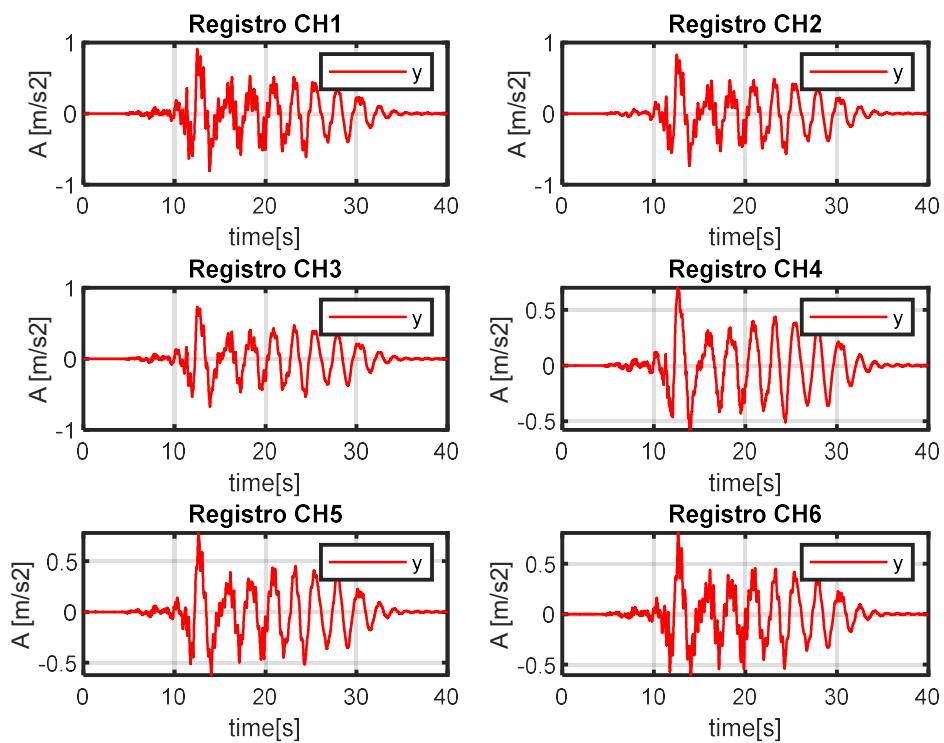 Registro CH1
1
0
-1
A [m/s2]
y
0 10 20 30 40
time[s]
Registro CH2
1
0
-1
A [m/s2]
y
0 10 20 30 40
time[s]
Registro CH3
1
0
-1
A [m/s2]
y
0 10 20 30 40
time[s]
Registro CH4
0.5
0
-0.5
A [m/s2]
y
0 10 20 30 40
time[s]
Registro CH5
0.5
0
-0.5
A [m/s2]
y
0 10 20 30 40
time[s]
Registro CH6
0.5
0
-0.5
A [m/s2]
y
0 10 20 30 40
time[s]